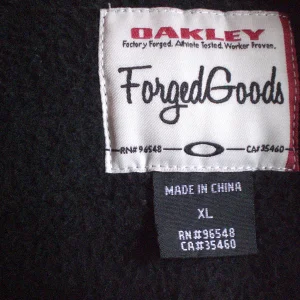 OAKLEY
Factory Forged. Athlete Tested. Worker Proven.
ForgedGoods
RN#96548 CA#35460
MADE IN CHINA
XL
RN#96548
CA#35460